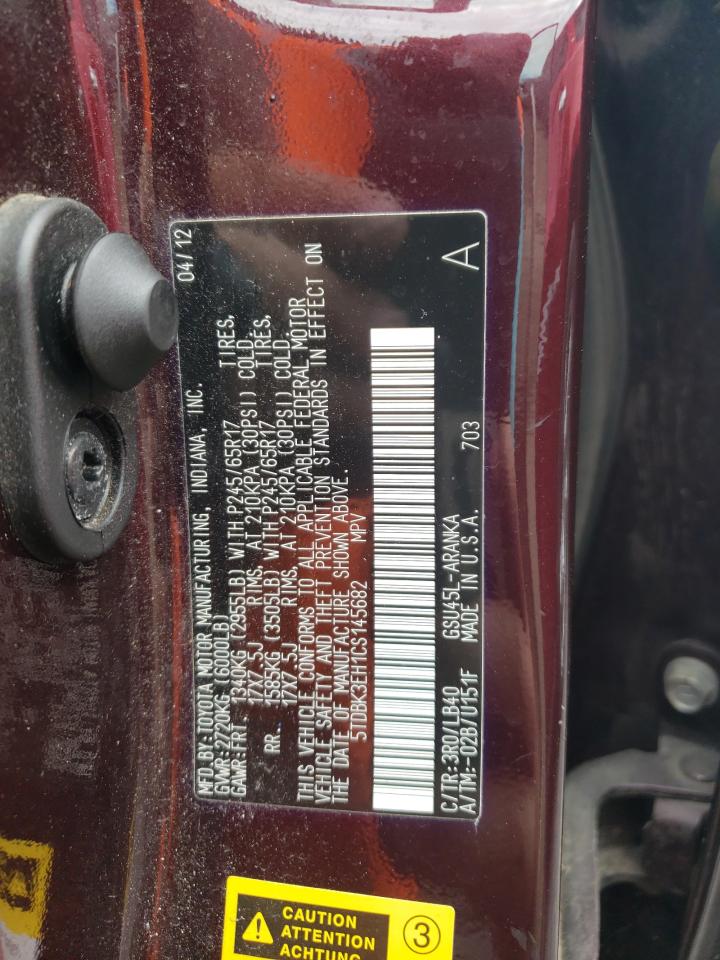 MFD.BY:TOYOTA MOTOR MANUFACTURING, INDIANA, INC. 04/12
GVWR:2720KG (6000LB)
GAWR:FRT. 1340KG (2955LB) WITH P245/65R17 TIRES,
17X7.5J RIMS, AT 210KPA (30PSI) COLD.
RR. 1585KG (3505LB) WITH P245/65R17 TIRES,
17X7.5J RIMS, AT 210KPA (30PSI) COLD.
THIS VEHICLE CONFORMS TO ALL APPLICABLE FEDERAL MOTOR
VEHICLE SAFETY AND THEFT PREVENTION STANDARDS IN EFFECT ON
THE DATE OF MANUFACTURE SHOWN ABOVE.
5TDBK3EH1CS145682 MPV
C/TR:3R0/LB40 GSU45L-ARANKA 703 A
A/TM:-02B/U151F MADE IN U.S.A.
CAUTION
ATTENTION
ACHTUNG
3